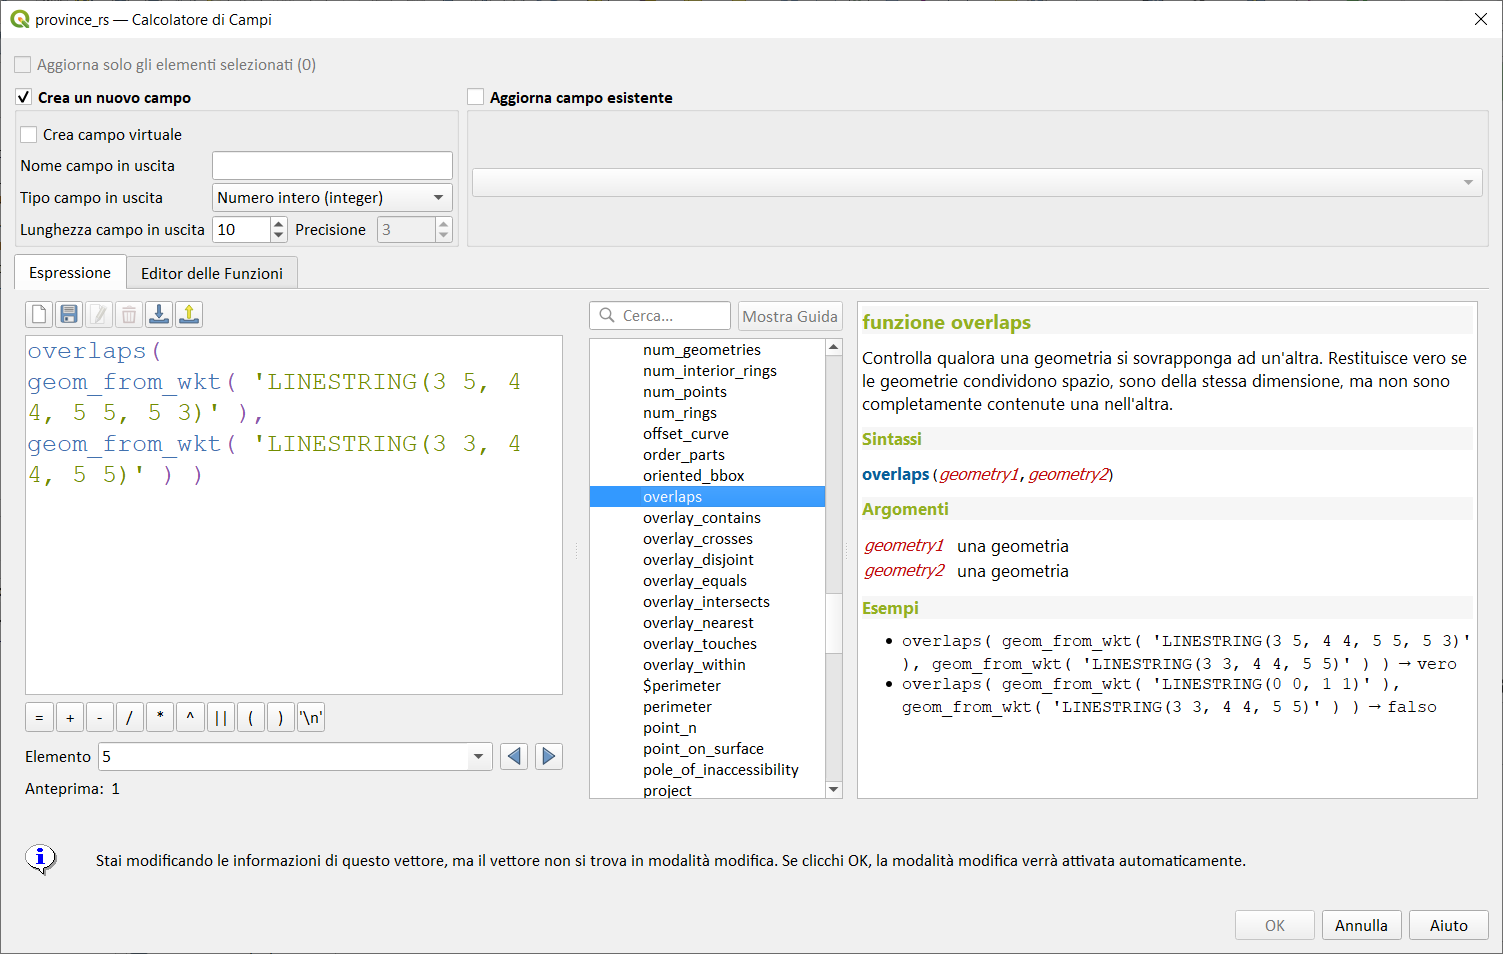 province_rs — Calcolatore di Campi
Aggiorna solo gli elementi selezionati (0)
Crea un nuovo campo
Aggiorna campo esistente
Crea campo virtuale
Nome campo in uscita
Tipo campo in uscita Numero intero (integer)
Lunghezza campo in uscita 10 Precisione 3
Espressione Editor delle Funzioni
overlaps(
geom_from_wkt( 'LINESTRING(3 5, 4
4, 5 5, 5 3)' ),
geom_from_wkt( 'LINESTRING(3 3, 4
4, 5 5)' ) )
= + - / * ^ || ( ) '\n'
Elemento 5
Anteprima: 1
Cerca... Mostra Guida
num_geometries
num_interior_rings
num_points
num_rings
offset_curve
order_parts
oriented_bbox
overlaps
overlay_contains
overlay_crosses
overlay_disjoint
overlay_equals
overlay_intersects
overlay_nearest
overlay_touches
overlay_within
$perimeter
perimeter
point_n
point_on_surface
pole_of_inaccessibility
project
funzione overlaps
Controlla qualora una geometria si sovrapponga ad un'altra. Restituisce vero se
le geometrie condividono spazio, sono della stessa dimensione, ma non sono
completamente contenute una nell'altra.
Sintassi
overlaps(geometry1,geometry2)
Argomenti
geometry1 una geometria
geometry2 una geometria
Esempi
• overlaps( geom_from_wkt( 'LINESTRING(3 5, 4 4, 5 5, 5 3)'
), geom_from_wkt( 'LINESTRING(3 3, 4 4, 5 5)' ) ) → vero
• overlaps( geom_from_wkt( 'LINESTRING(0 0, 1 1)' ),
geom_from_wkt( 'LINESTRING(3 3, 4 4, 5 5)' ) ) → falso
Stai modificando le informazioni di questo vettore, ma il vettore non si trova in modalità modifica. Se clicchi OK, la modalità modifica verrà attivata automaticamente.
OK Annulla Aiuto